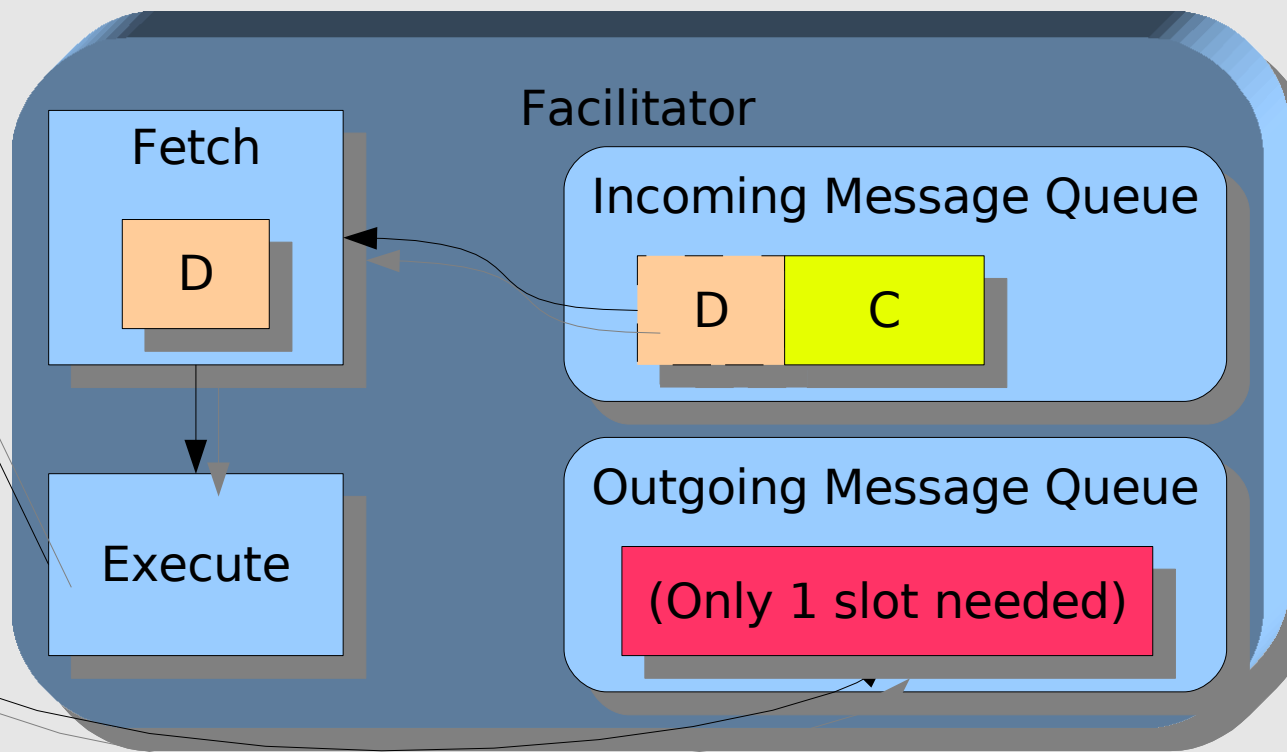 Facilitator
Fetch
D
Incoming Message Queue
D
C
Execute
Outgoing Message Queue
(Only 1 slot needed)